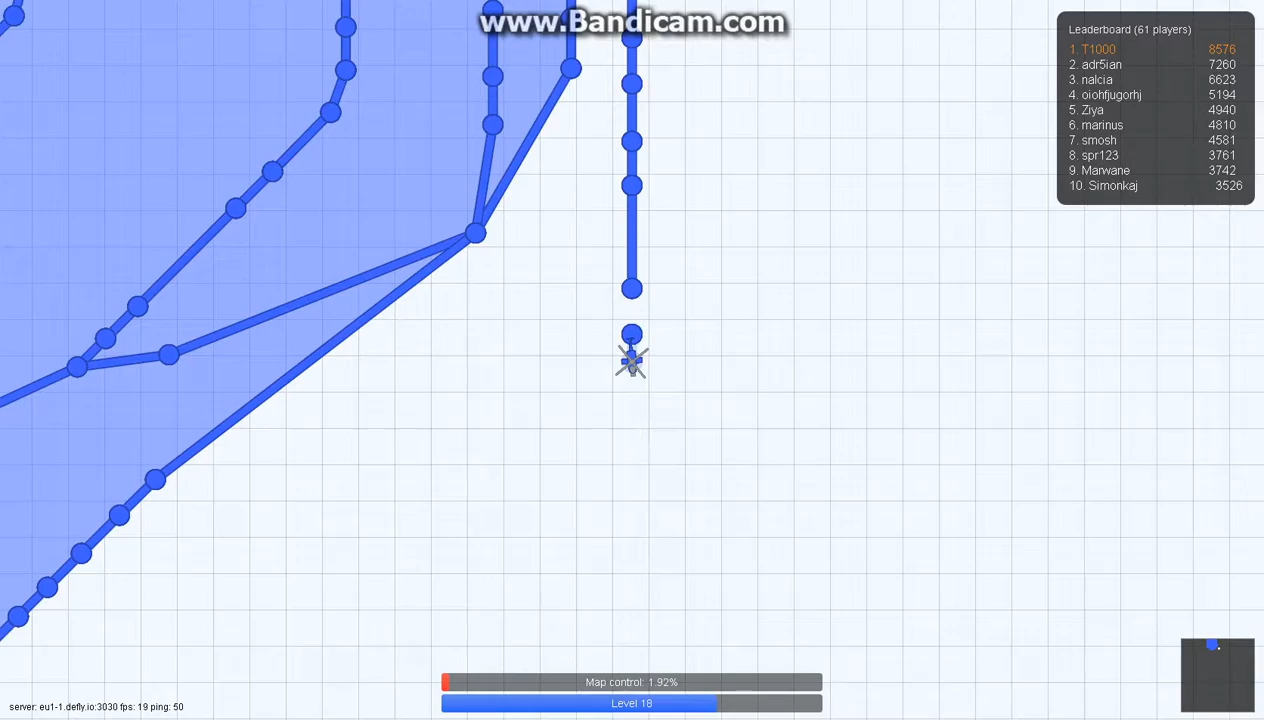 www.Bandicam.com
Leaderboard (61 players)
1. T1000 8576
2. adr5ian 7260
3. nalcia 6623
4. oiohfjugorhj 5194
5. Ziya 4940
6. marinus 4810
7. smosh 4581
8. spr123 3761
9. Marwane 3742
10. Simonkaj 3526
Map control: 1.92%
Level 18
server: eu1-1.defly.io:3030 fps: 19 ping: 50